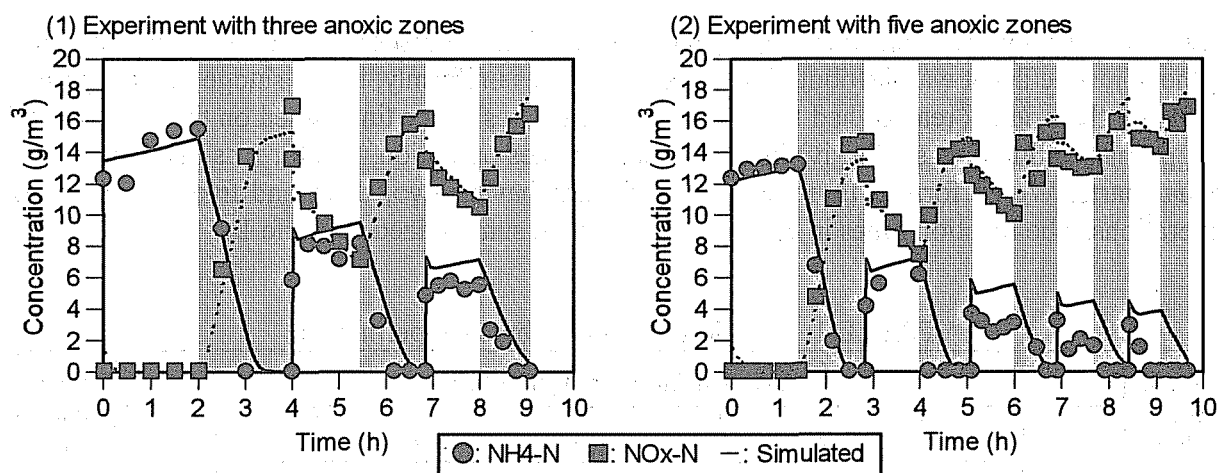 (1) Experiment with three anoxic zones
(2) Experiment with five anoxic zones
Concentration (g/m³)
20
18
16
14
12
10
8
6
4
2
0
0 1 2 3 4 5 6 7 8 9 10
Time (h)
Concentration (g/m³)
20
18
16
14
12
10
8
6
4
2
0
0 1 2 3 4 5 6 7 8 9 10
Time (h)
: NH4-N : NOx-N : Simulated